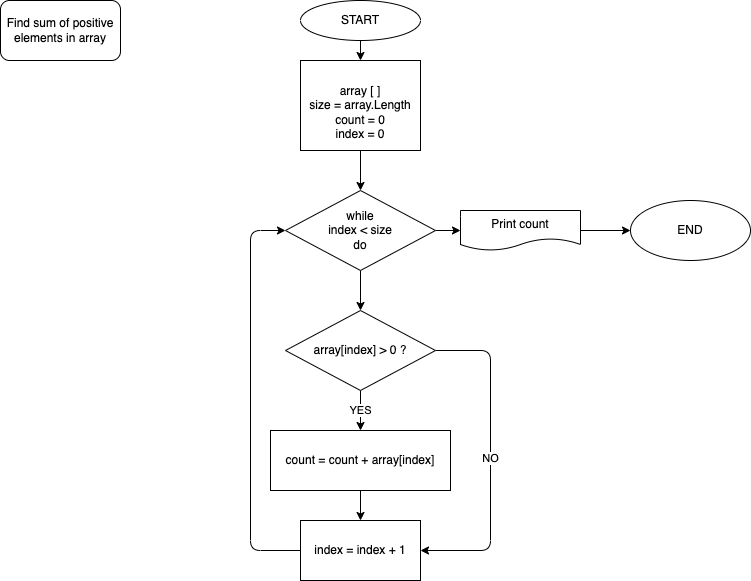 Find sum of positive
elements in array
START
array [ ]
size = array.Length
count = 0
index = 0
while
index < size
do
Print count
END
array[index] > 0 ?
YES
count = count + array[index]
NO
index = index + 1